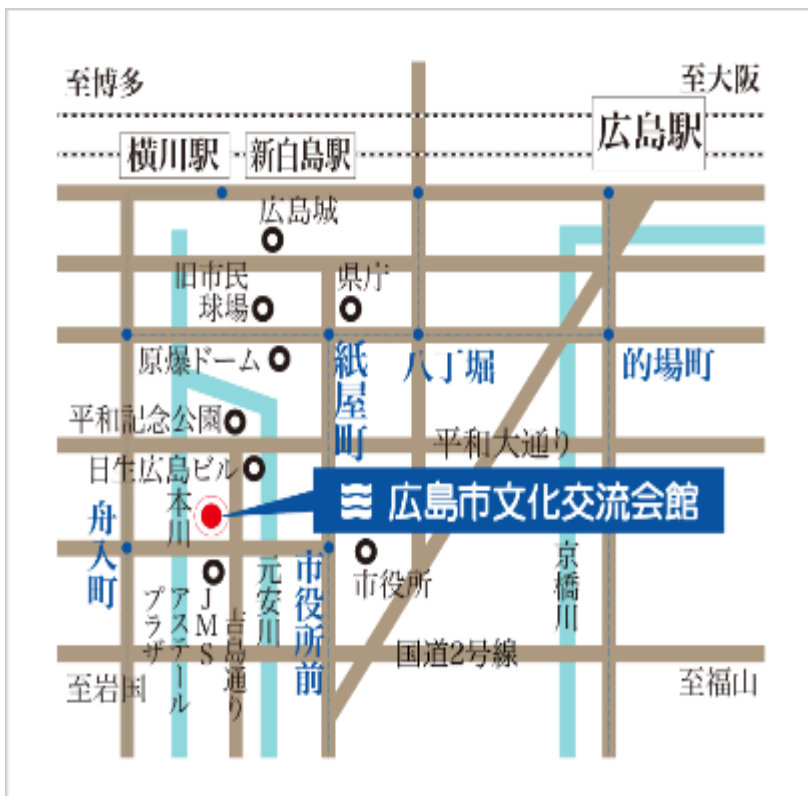 至博多
至大阪
広島駅
横川駅
新白島駅
広島城
旧市民
球場
県庁
原爆ドーム
紙屋町
八丁堀
的場町
平和記念公園
平和大通り
日生広島ビル
広島市文化交流会館
本川
舟入町
市役所
京橋川
元安川
市役所前
JMS
アステール
プラザ
吉島通り
国道2号線
至岩国
至福山